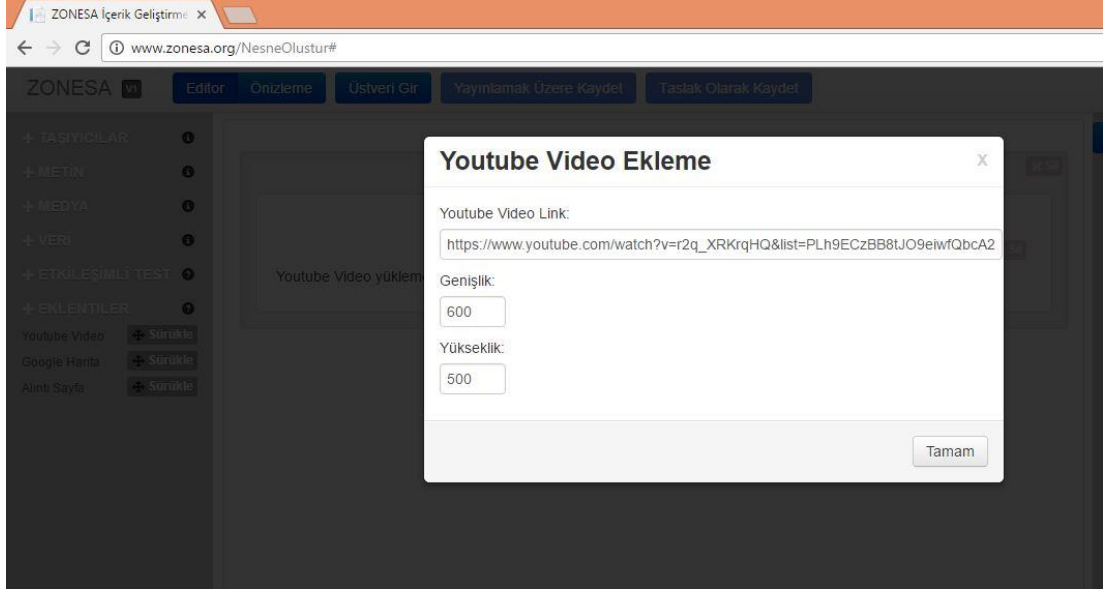 ZONESA İçerik Geliştirme
www.zonesa.org/NesneOlustur#
ZONESA V1 Editor Önizleme Üstveri Gir Yayınlamak Üzere Kaydet Taslak Olarak Kaydet
TAŞIYICILAR
METİN
MEDYA
VERİ
ETKİLEŞİMLİ TEST
EKLENTİLER
Youtube Video Sürükle
Google Harita Sürükle
Alıntı Sayfa Sürükle
Youtube Video yüklem
Youtube Video Ekleme X
Youtube Video Link:
https://www.youtube.com/watch?v=r2q_XRKrqHQ&list=PLh9ECzBB8tJO9eiwfQbcA2
Genişlik:
600
Yükseklik:
500
Tamam